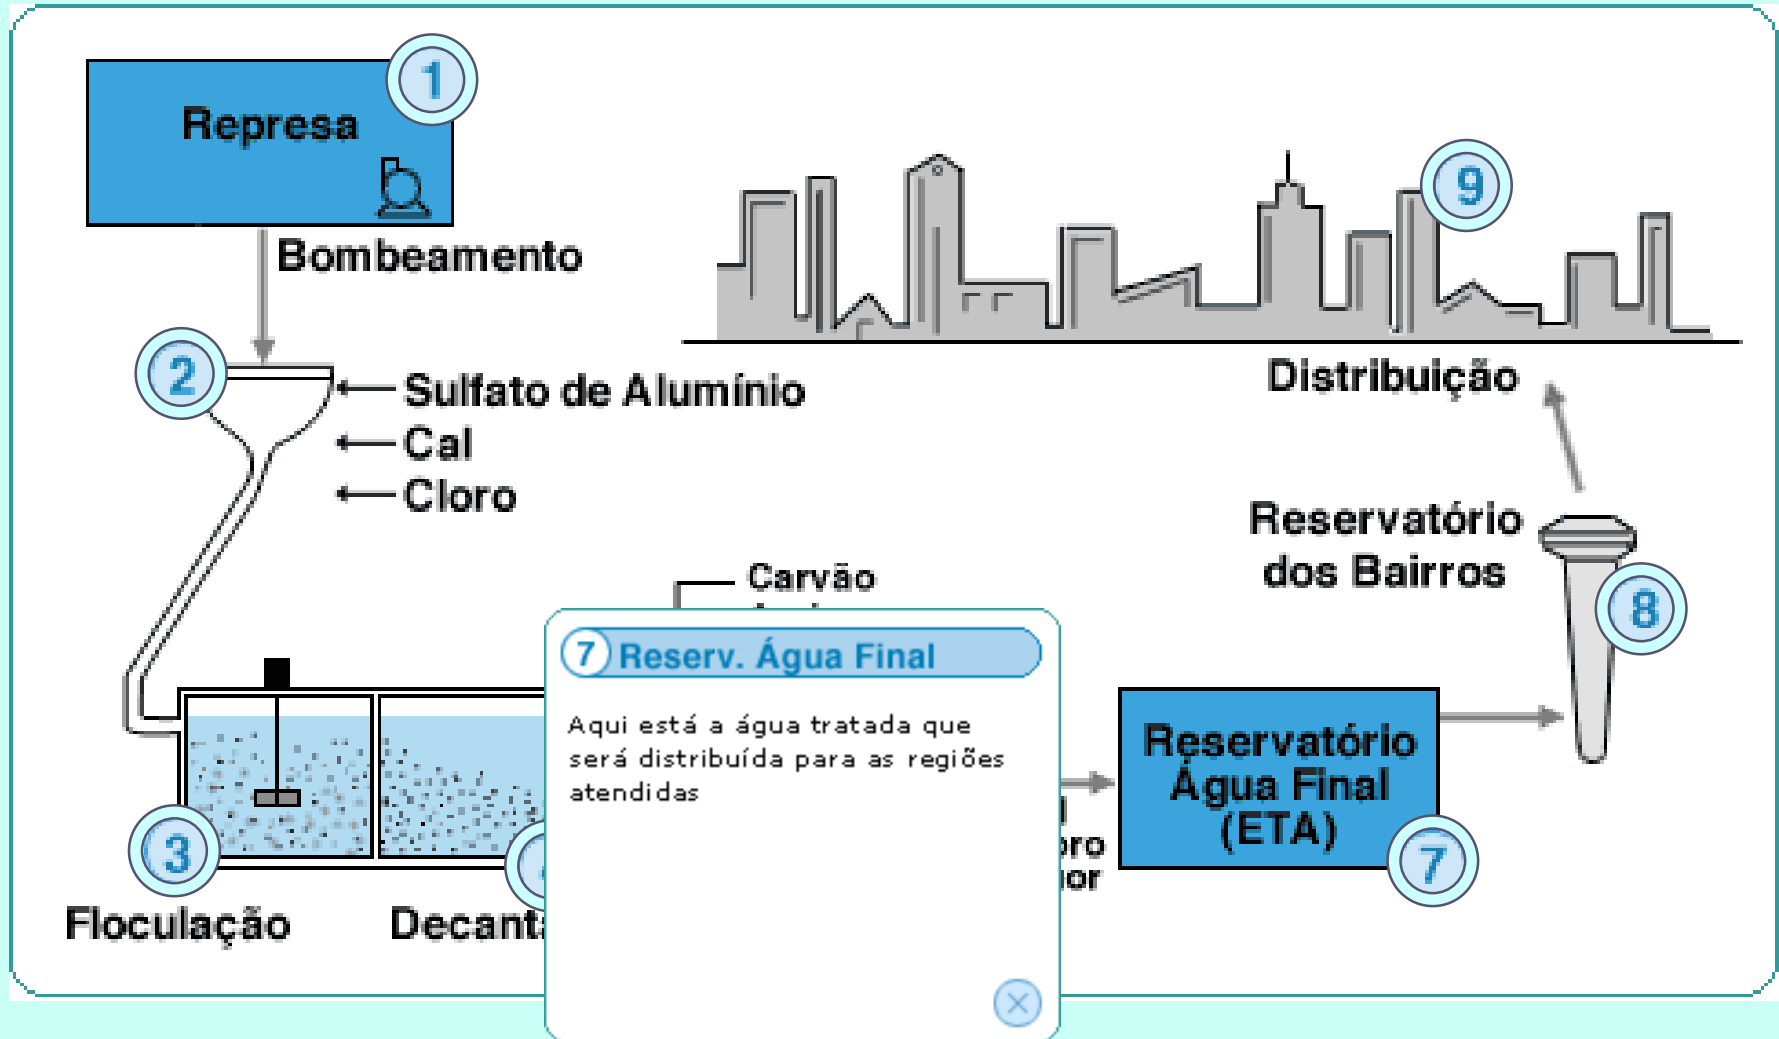 1
Represa
Bombeamento
2
Sulfato de Alumínio
Cal
Cloro
9
Distribuição
Reservatório
dos Bairros
8
Carvão
7 Reserv. Água Final
Aqui está a água tratada que
será distribuída para as regiões
atendidas
Reservatório
Água Final
(ETA)
7
3
Floculação